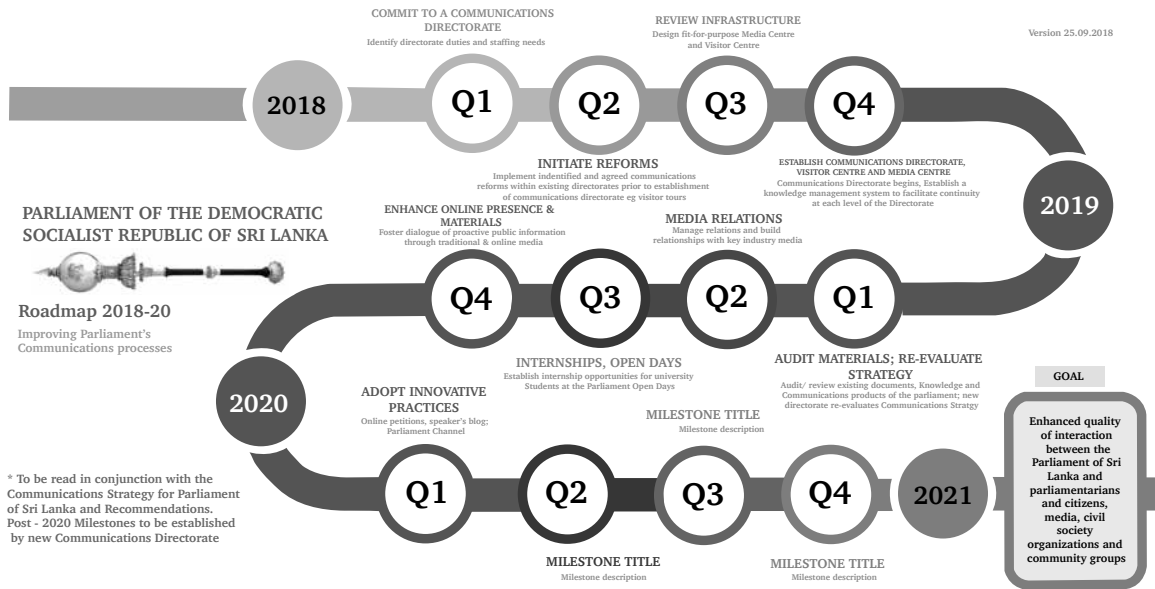 COMMIT TO A COMMUNICATIONS
DIRECTORATE
Identify directorate duties and staffing needs
REVIEW INFRASTRUCTURE
Design fit-for-purpose Media Centre
and Visitor Centre
Version 25.09.2018
2018
Q1
Q2
Q3
Q4
INITIATE REFORMS
Implement indentified and agreed communications
reforms within existing directorates prior to establishment
of communications directorate eg visitor tours
ESTABLISH COMMUNICATIONS DIRECTORATE,
VISITOR CENTRE AND MEDIA CENTRE
Communications Directorate begins, Establish a
knowledge management system to facilitate continuity
at each level of the Directorate
2019
PARLIAMENT OF THE DEMOCRATIC
SOCIALIST REPUBLIC OF SRI LANKA
Roadmap 2018-20
Improving Parliament's
Communications processes
ENHANCE ONLINE PRESENCE &
MATERIALS
Foster dialogue of proactive public information
through traditional & online media
MEDIA RELATIONS
Manage relations and build
relationships with key industry media
Q4
Q3
Q2
Q1
INTERNSHIPS, OPEN DAYS
Establish internship opportunities for university
Students at the Parliament Open Days
AUDIT MATERIALS; RE-EVALUATE
STRATEGY
Audit/ review existing documents, Knowledge and
Communications products of the parliament; new
directorate re-evaluates Communications Stratgy
2020
ADOPT INNOVATIVE
PRACTICES
Online petitions, speaker's blog;
Parliament Channel
MILESTONE TITLE
Milestone description
Q1
Q2
Q3
Q4
2021
MILESTONE TITLE
Milestone description
MILESTONE TITLE
Milestone description
GOAL
Enhanced quality
of interaction
between the
Parliament of Sri
Lanka and
parliamentarians
and citizens,
media, civil
society
organizations and
community groups
* To be read in conjunction with the
Communications Strategy for Parliament
of Sri Lanka and Recommendations.
Post - 2020 Milestones to be established
by new Communications Directorate